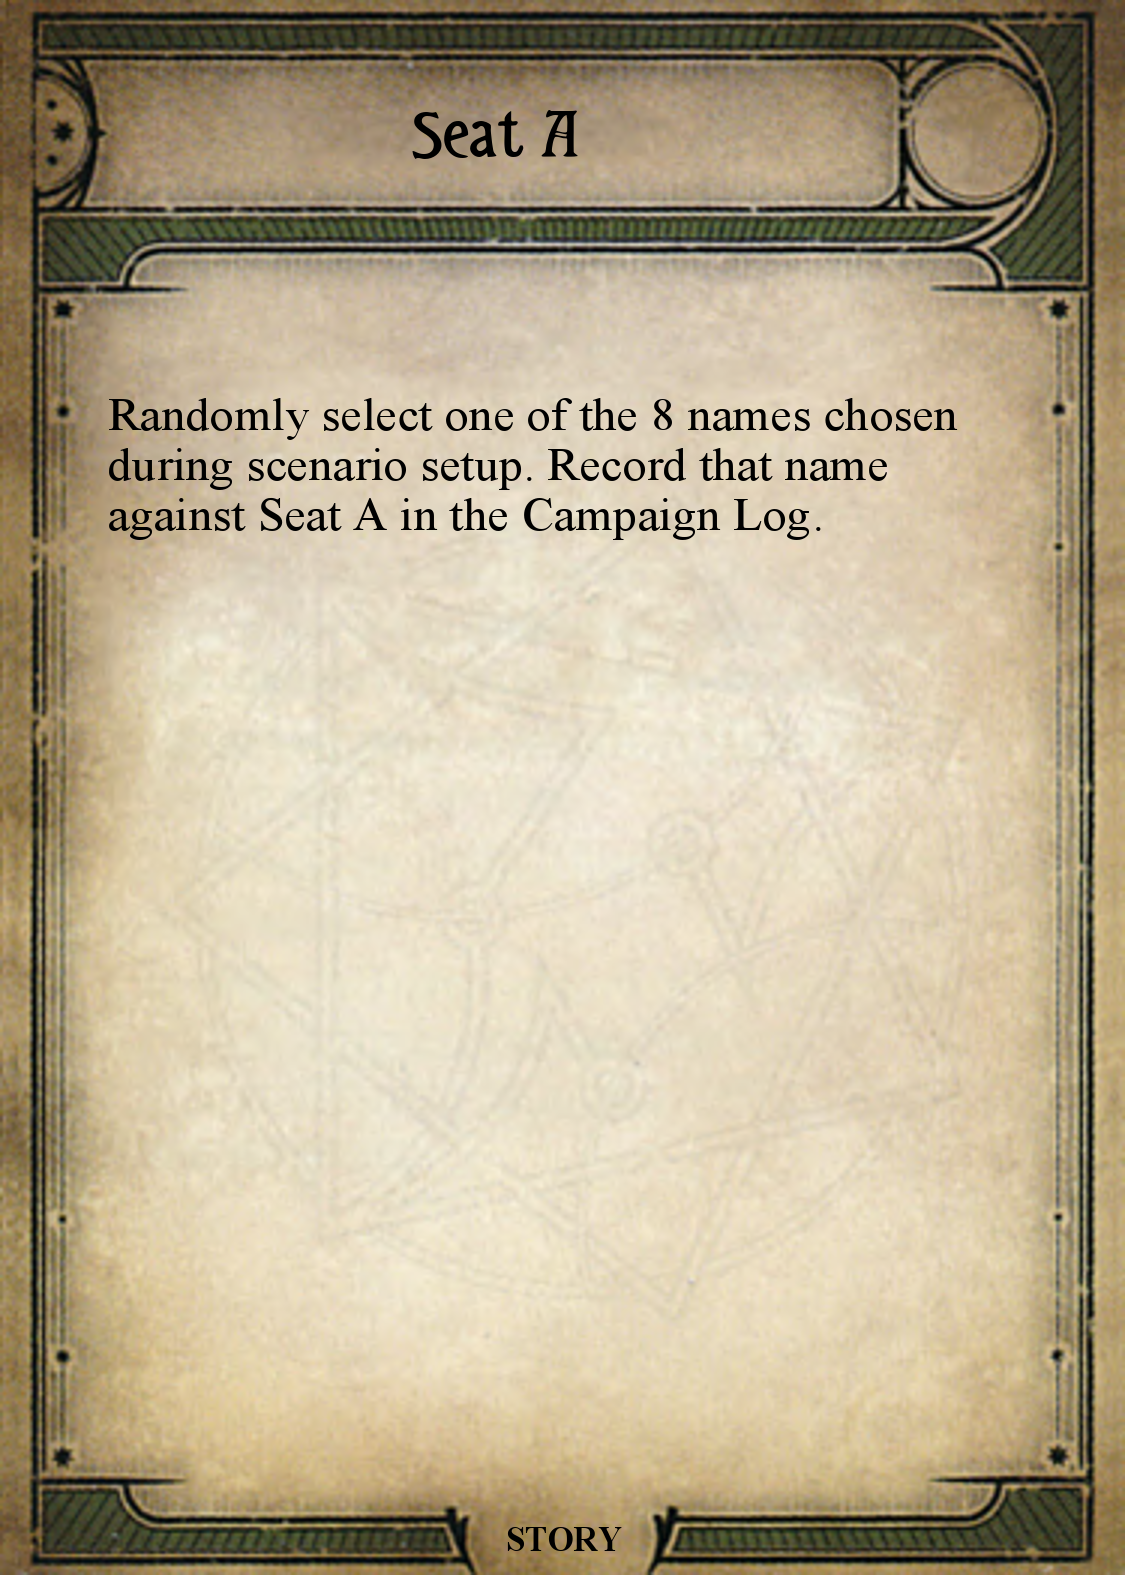 Seat A
Randomly select one of the 8 names chosen
during scenario setup. Record that name
against Seat A in the Campaign Log.
STORY